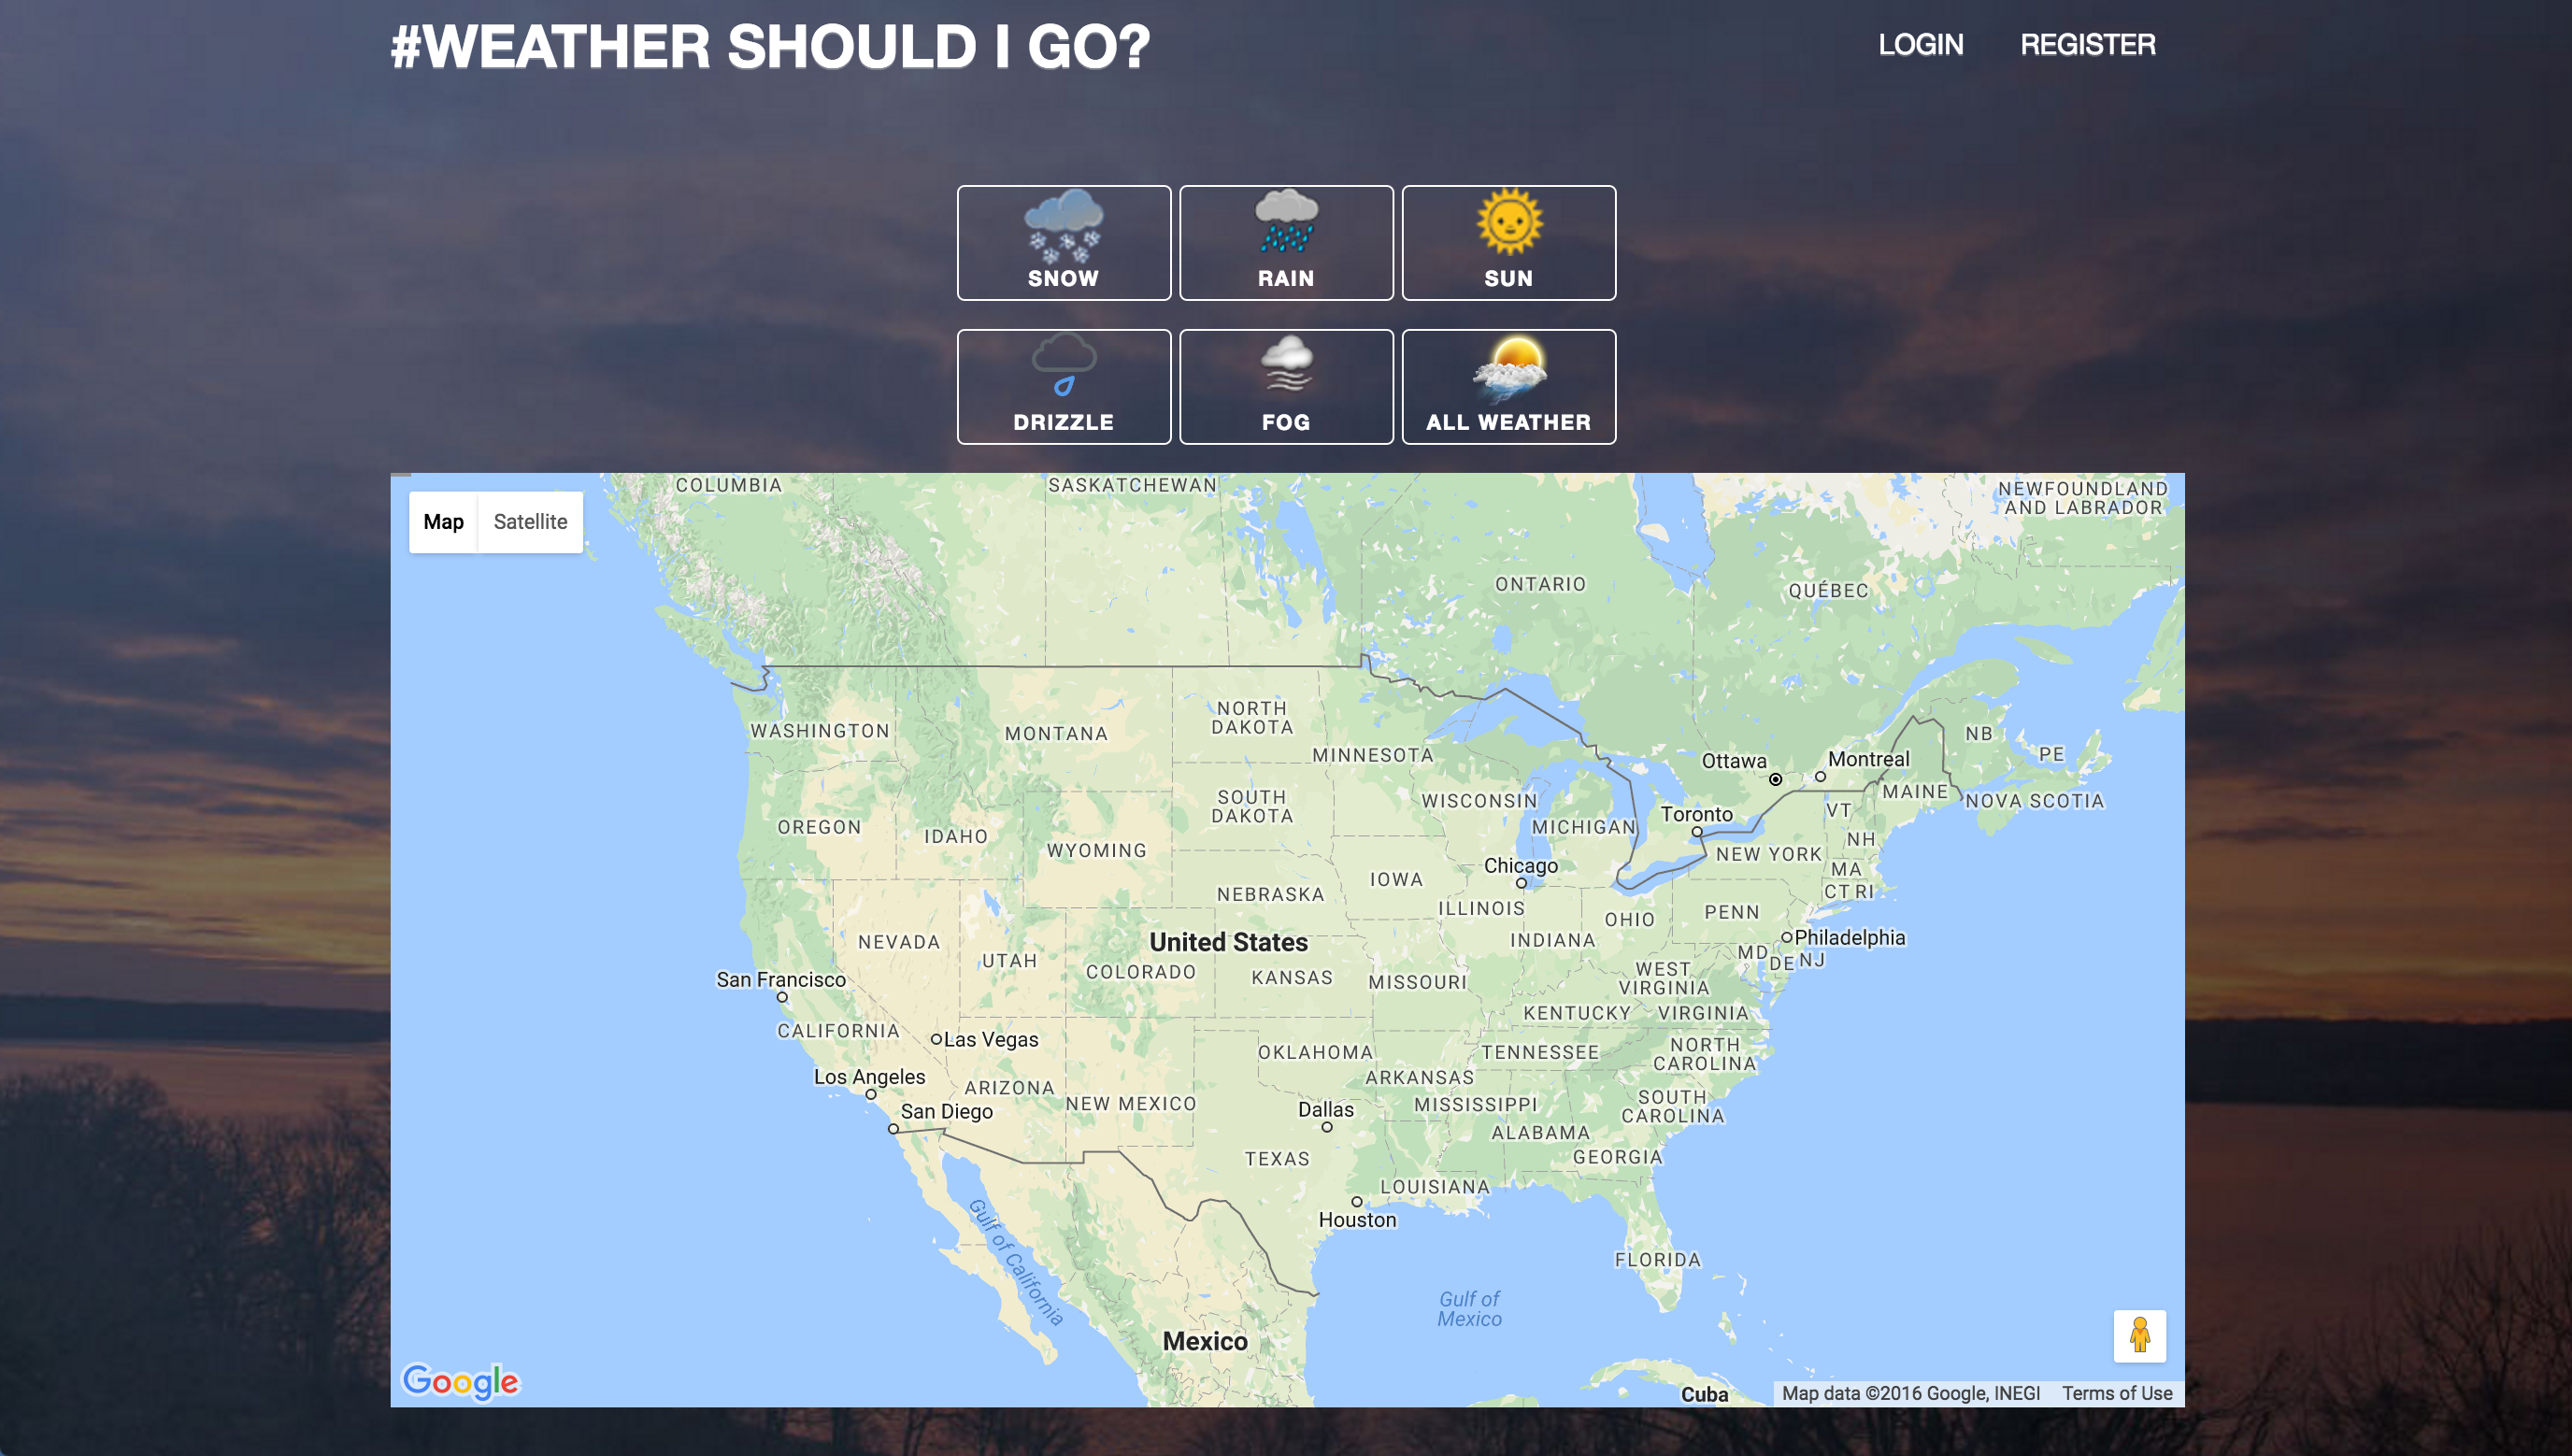 #WEATHER SHOULD I GO?
LOGIN REGISTER
SNOW RAIN SUN
DRIZZLE FOG ALL WEATHER
Map Satellite
COLUMBIA
SASKATCHEWAN
NEWFOUNDLAND
AND LABRADOR
ONTARIO
QUÉBEC
WASHINGTON
MONTANA
NORTH
DAKOTA
MINNESOTA
Ottawa
Montreal
NB
PE
MAINE
NOVA SCOTIA
OREGON
IDAHO
WYOMING
SOUTH
DAKOTA
WISCONSIN
MICHIGAN
Toronto
VT
NH
NEW YORK
MA
CT RI
Chicago
IOWA
NEBRASKA
ILLINOIS
OHIO
PENN
INDIANA
Philadelphia
MD
DE
NJ
NEVADA
UTAH
United States
COLORADO
KANSAS
MISSOURI
WEST
VIRGINIA
KENTUCKY
VIRGINIA
San Francisco
CALIFORNIA
Las Vegas
OKLAHOMA
TENNESSEE
NORTH
CAROLINA
Los Angeles
ARIZONA
NEW MEXICO
ARKANSAS
San Diego
Dallas
MISSISSIPPI
SOUTH
CAROLINA
ALABAMA
TEXAS
GEORGIA
LOUISIANA
Houston
Gulf of California
FLORIDA
Gulf of
Mexico
Mexico
Cuba
Google
Map data ©2016 Google, INEGI Terms of Use